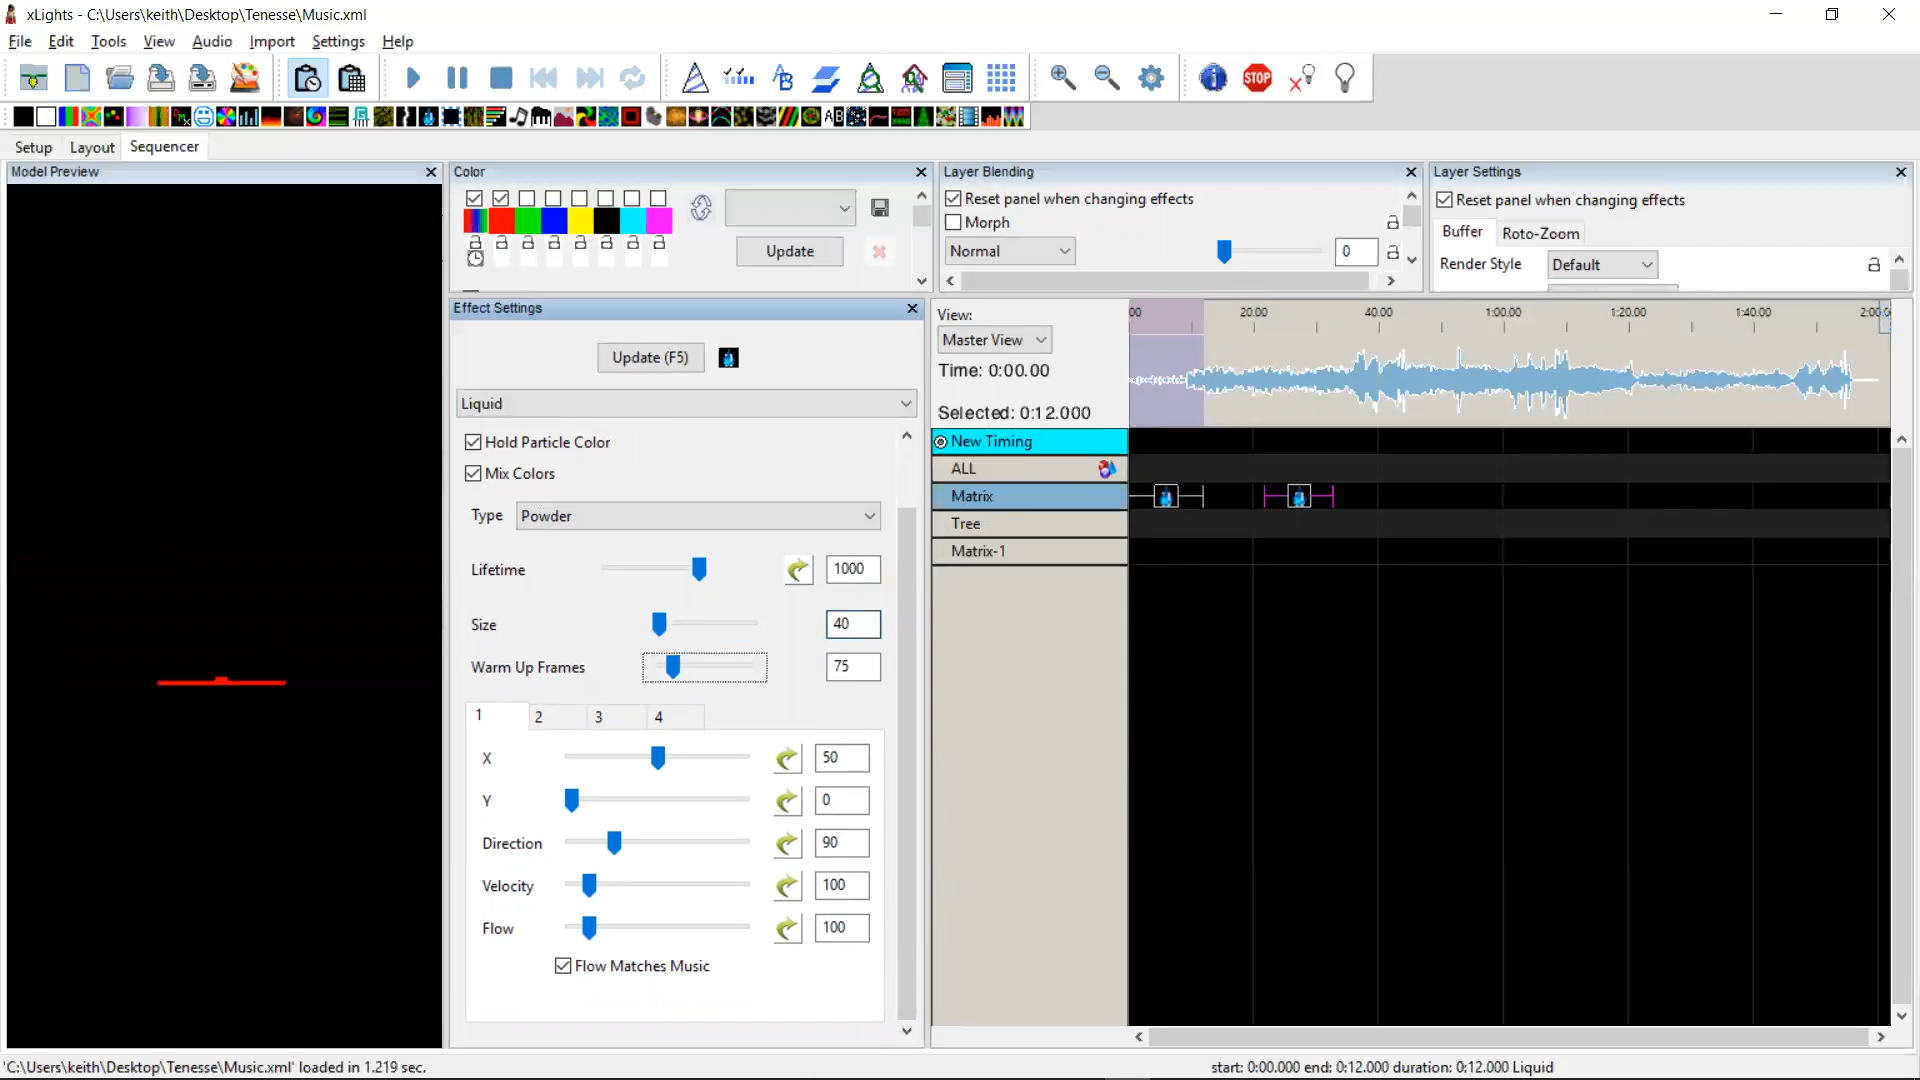 xLights - C:\Users\keith\Desktop\Tenesse\Music.xml
File Edit Tools View Audio Import Settings Help
STOP
Setup Layout Sequencer
Model Preview
Color
Update
Layer Blending
Reset panel when changing effects
Morph
Normal
0
Layer Settings
Reset panel when changing effects
Buffer Roto-Zoom
Render Style Default
Effect Settings
Update (F5)
Liquid
Hold Particle Color
Mix Colors
Type Powder
Lifetime 1000
Size 40
Warm Up Frames 75
1 2 3 4
X 50
Y 0
Direction 90
Velocity 100
Flow 100
Flow Matches Music
View:
Master View
Time: 0:00.00
Selected: 0:12.000
00 20.00 40.00 1:00.00 1:20.00 1:40.00
New Timing
ALL
Matrix
Tree
Matrix-1
'C:\Users\keith\Desktop\Tenesse\Music.xml' loaded in 1.219 sec.
start: 0:00.000 end: 0:12.000 duration: 0:12.000 Liquid